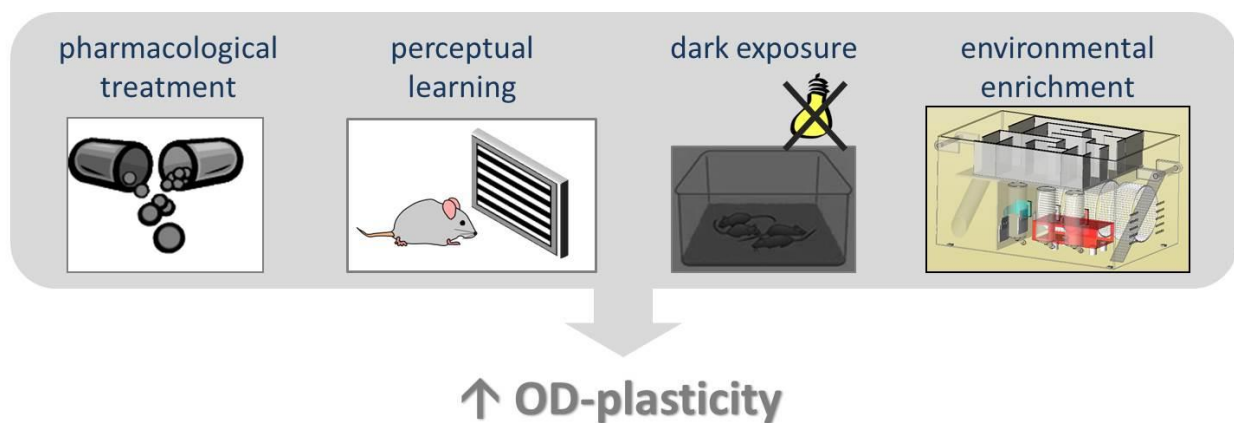 pharmacological
treatment
perceptual
learning
dark exposure
environmental
enrichment
↑ OD-plasticity